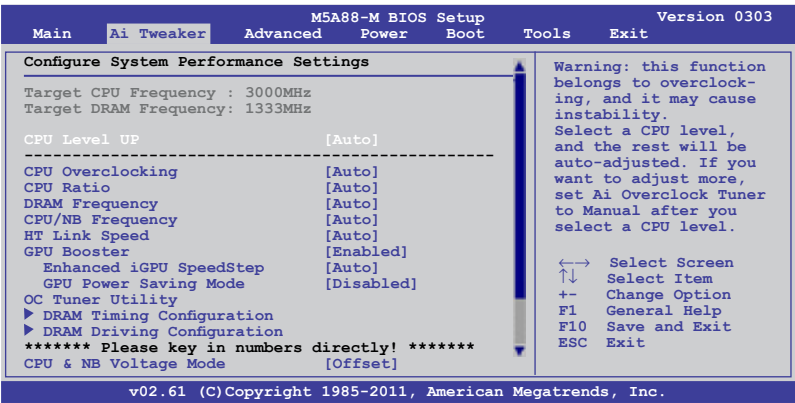 M5A88-M BIOS Setup Version 0303
Main Ai Tweaker Advanced Power Boot Tools Exit
Configure System Performance Settings
Target CPU Frequency : 3000MHz
Target DRAM Frequency: 1333MHz
CPU Level UP [Auto]
-----------------------------------------------
CPU Overclocking [Auto]
CPU Ratio [Auto]
DRAM Frequency [Auto]
CPU/NB Frequency [Auto]
HT Link Speed [Auto]
GPU Booster [Enabled]
Enhanced iGPU SpeedStep [Auto]
GPU Power Saving Mode [Disabled]
OC Tuner Utility
DRAM Timing Configuration
DRAM Driving Configuration
******* Please key in numbers directly! *******
CPU & NB Voltage Mode [Offset]
Warning: this function
belongs to overclock-
ing, and it may cause
instability.
Select a CPU level,
and the rest will be
auto-adjusted. If you
want to adjust more,
set Ai Overclock Tuner
to Manual after you
select a CPU level.
←→ Select Screen
↑↓ Select Item
+- Change Option
F1 General Help
F10 Save and Exit
ESC Exit
v02.61 (C)Copyright 1985-2011, American Megatrends, Inc.